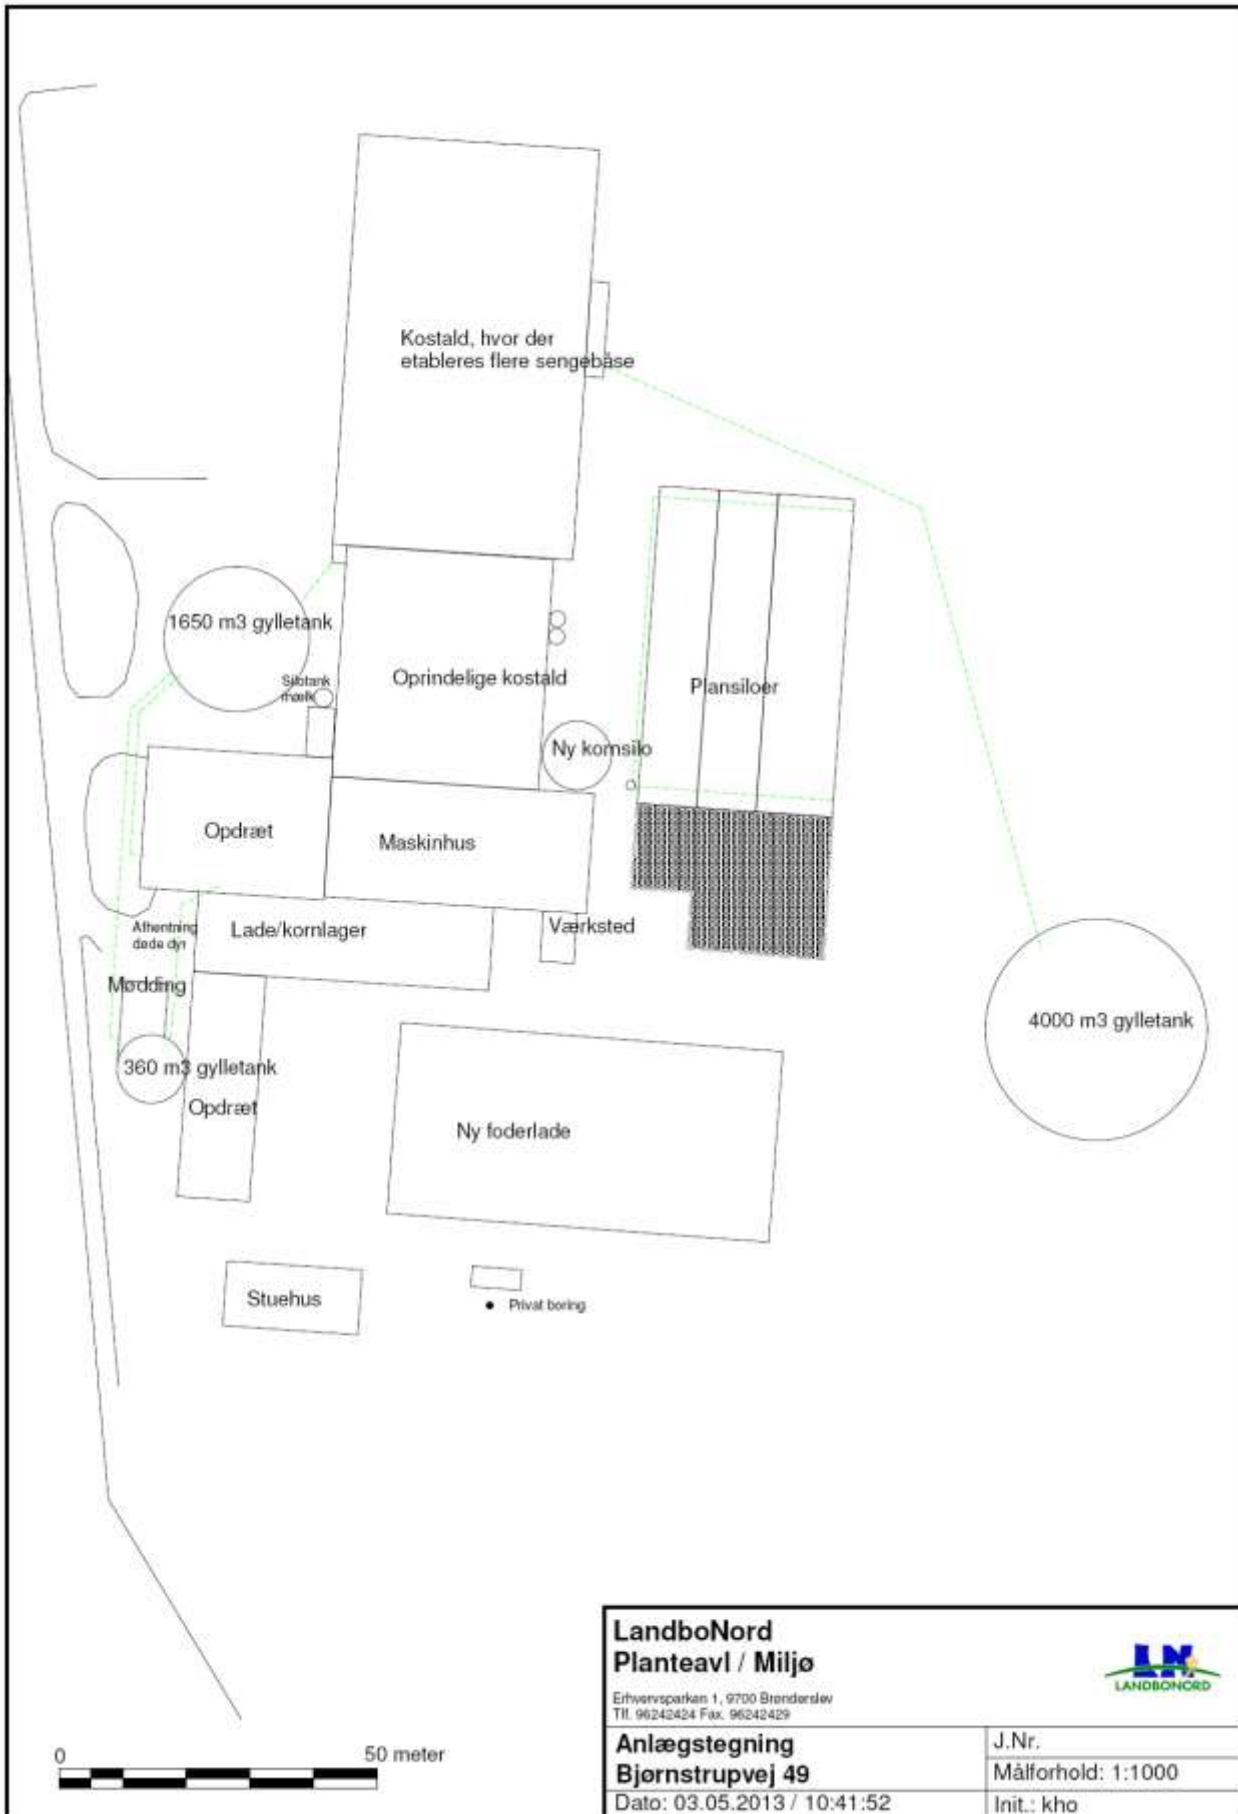 Kostald, hvor der
etableres flere sengebåse
1650 m3 gylletank
Silotank
mælk
Oprindelige kostald
Plansiloer
Ny kornsilo
Opdræt
Maskinhus
Afhentning
døde dyr
Lade/kornlager
Værksted
Mødding
4000 m3 gylletank
360 m3 gylletank
Opdræt
Ny foderlade
Stuehus
Privat boring
0 50 meter
LandboNord
Planteavl / Miljø
Erhvervsparken 1, 9700 Brønderslev
Tlf. 96242424 Fax. 96242429
LN
LANDBONORD
Anlægstegning
Bjørnstrupvej 49
J.Nr.
Målforhold: 1:1000
Dato: 03.05.2013 / 10:41:52
Init.: kho